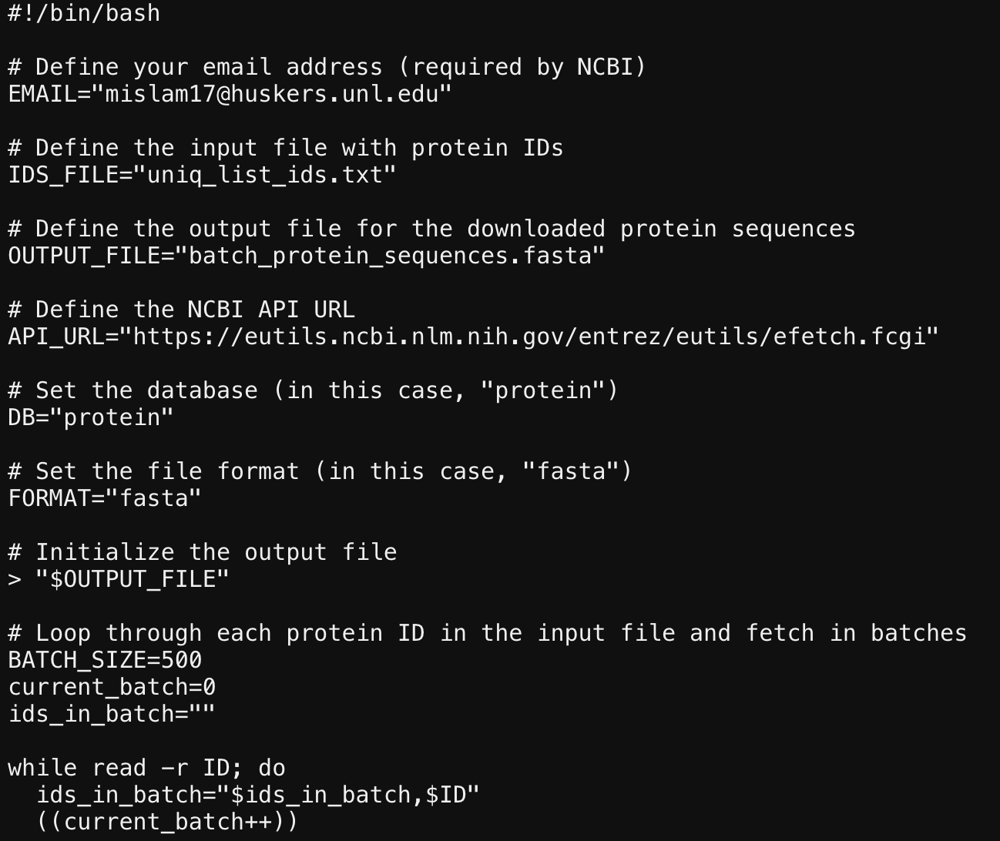 #!/bin/bash
# Define your email address (required by NCBI)
EMAIL="mislam17@huskers.unl.edu"
# Define the input file with protein IDs
IDS_FILE="uniq_list_ids.txt"
# Define the output file for the downloaded protein sequences
OUTPUT_FILE="batch_protein_sequences.fasta"
# Define the NCBI API URL
API_URL="https://eutils.ncbi.nlm.nih.gov/entrez/eutils/efetch.fcgi"
# Set the database (in this case, "protein")
DB="protein"
# Set the file format (in this case, "fasta")
FORMAT="fasta"
# Initialize the output file
> "$OUTPUT_FILE"
# Loop through each protein ID in the input file and fetch in batches
BATCH_SIZE=500
current_batch=0
ids_in_batch=""
while read -r ID; do
  ids_in_batch="$ids_in_batch,$ID"
  ((current_batch++))